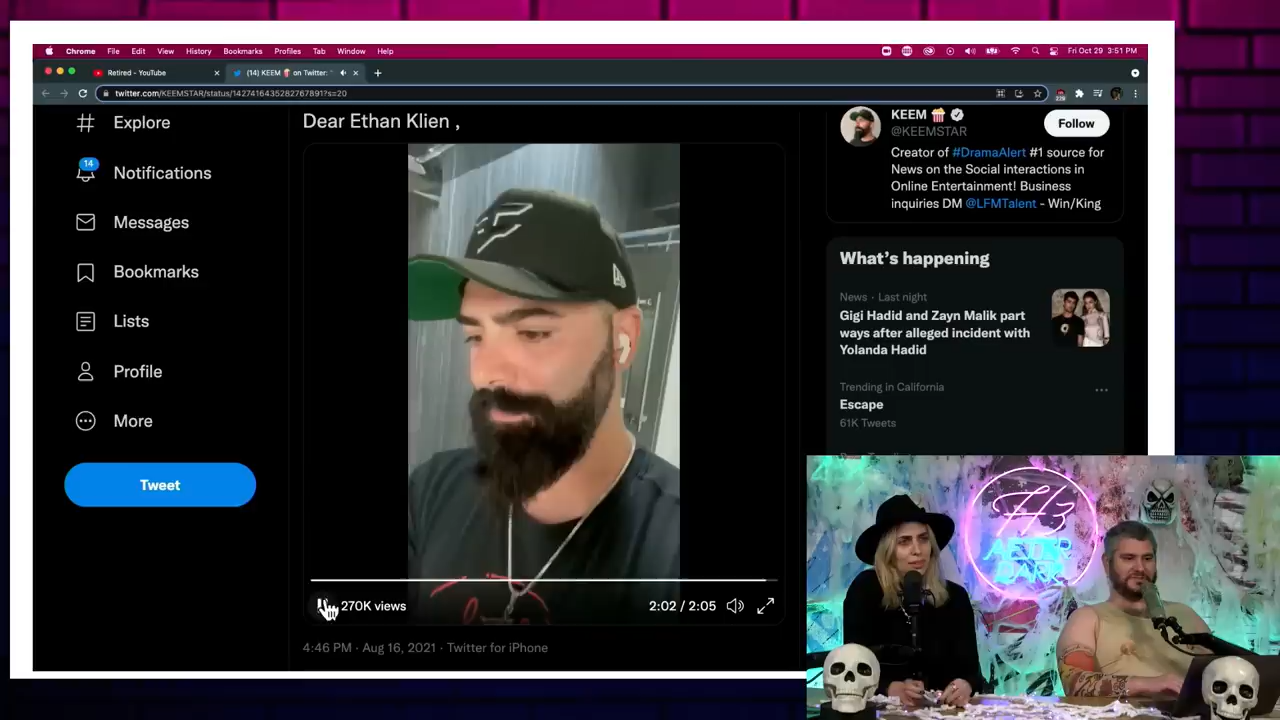 Chrome File Edit View History Bookmarks Profiles Tab Window Help
Fri Oct 29 3:51 PM
Retired - YouTube
(14) KEEM 🍿 on Twitter: "
twitter.com/KEEMSTAR/status/1427416435282767891?s=20
Explore
14
Notifications
Messages
Bookmarks
Lists
Profile
More
Tweet
Dear Ethan Klien ,
270K views
2:02 / 2:05
4:46 PM · Aug 16, 2021 · Twitter for iPhone
KEEM 🍿
@KEEMSTAR
Follow
Creator of #DramaAlert #1 source for
News on the Social interactions in
Online Entertainment! Business
inquiries DM @LFMTalent - Win/King
What's happening
News · Last night
Gigi Hadid and Zayn Malik part
ways after alleged incident with
Yolanda Hadid
Trending in California
Escape
61K Tweets
H3
AFTER
DARK